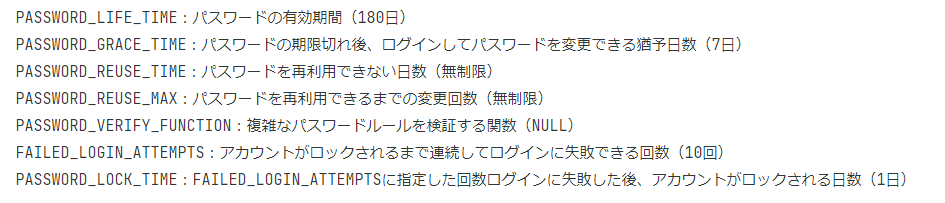 PASSWORD_LIFE_TIME：パスワードの有効期間（180日）
PASSWORD_GRACE_TIME：パスワードの期限切れ後、ログインしてパスワードを変更できる猶予日数（7日）
PASSWORD_REUSE_TIME：パスワードを再利用できない日数（無制限）
PASSWORD_REUSE_MAX：パスワードを再利用できるまでの変更回数（無制限）
PASSWORD_VERIFY_FUNCTION：複雑なパスワードルールを検証する関数（NULL）
FAILED_LOGIN_ATTEMPTS：アカウントがロックされるまで連続してログインに失敗できる回数（10回）
PASSWORD_LOCK_TIME：FAILED_LOGIN_ATTEMPTSに指定した回数ログインに失敗した後、アカウントがロックされる日数（1日）